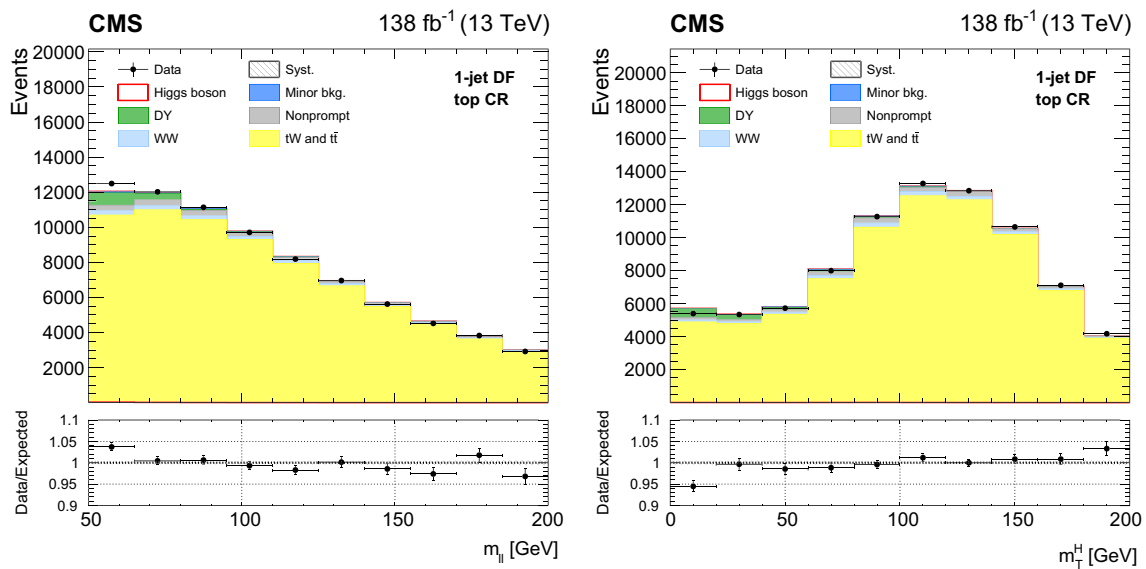 CMS 138 fb⁻¹ (13 TeV)
Events
20000
18000
16000
14000
12000
10000
8000
6000
4000
2000
Data Syst.
Higgs boson Minor bkg.
DY Nonprompt
WW tW and tt̄
1-jet DF
top CR
Data/Expected
1.1
1.05
1
0.95
0.9
50 100 150 200
m_ll [GeV]
CMS 138 fb⁻¹ (13 TeV)
Events
20000
18000
16000
14000
12000
10000
8000
6000
4000
2000
Data Syst.
Higgs boson Minor bkg.
DY Nonprompt
WW tW and tt̄
1-jet DF
top CR
Data/Expected
1.1
1.05
1
0.95
0.9
0 50 100 150 200
m_T^H [GeV]